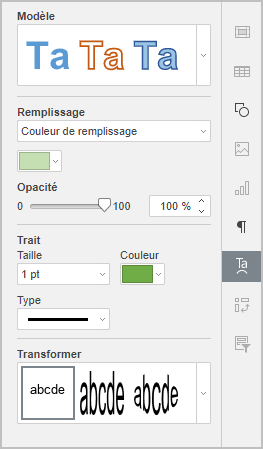 Modèle
Ta Ta Ta
Remplissage
Couleur de remplissage
Opacité
0 100 100 %
Trait
Taille Couleur
1 pt
Type
Transformer
abcde abcde abcde
Ta